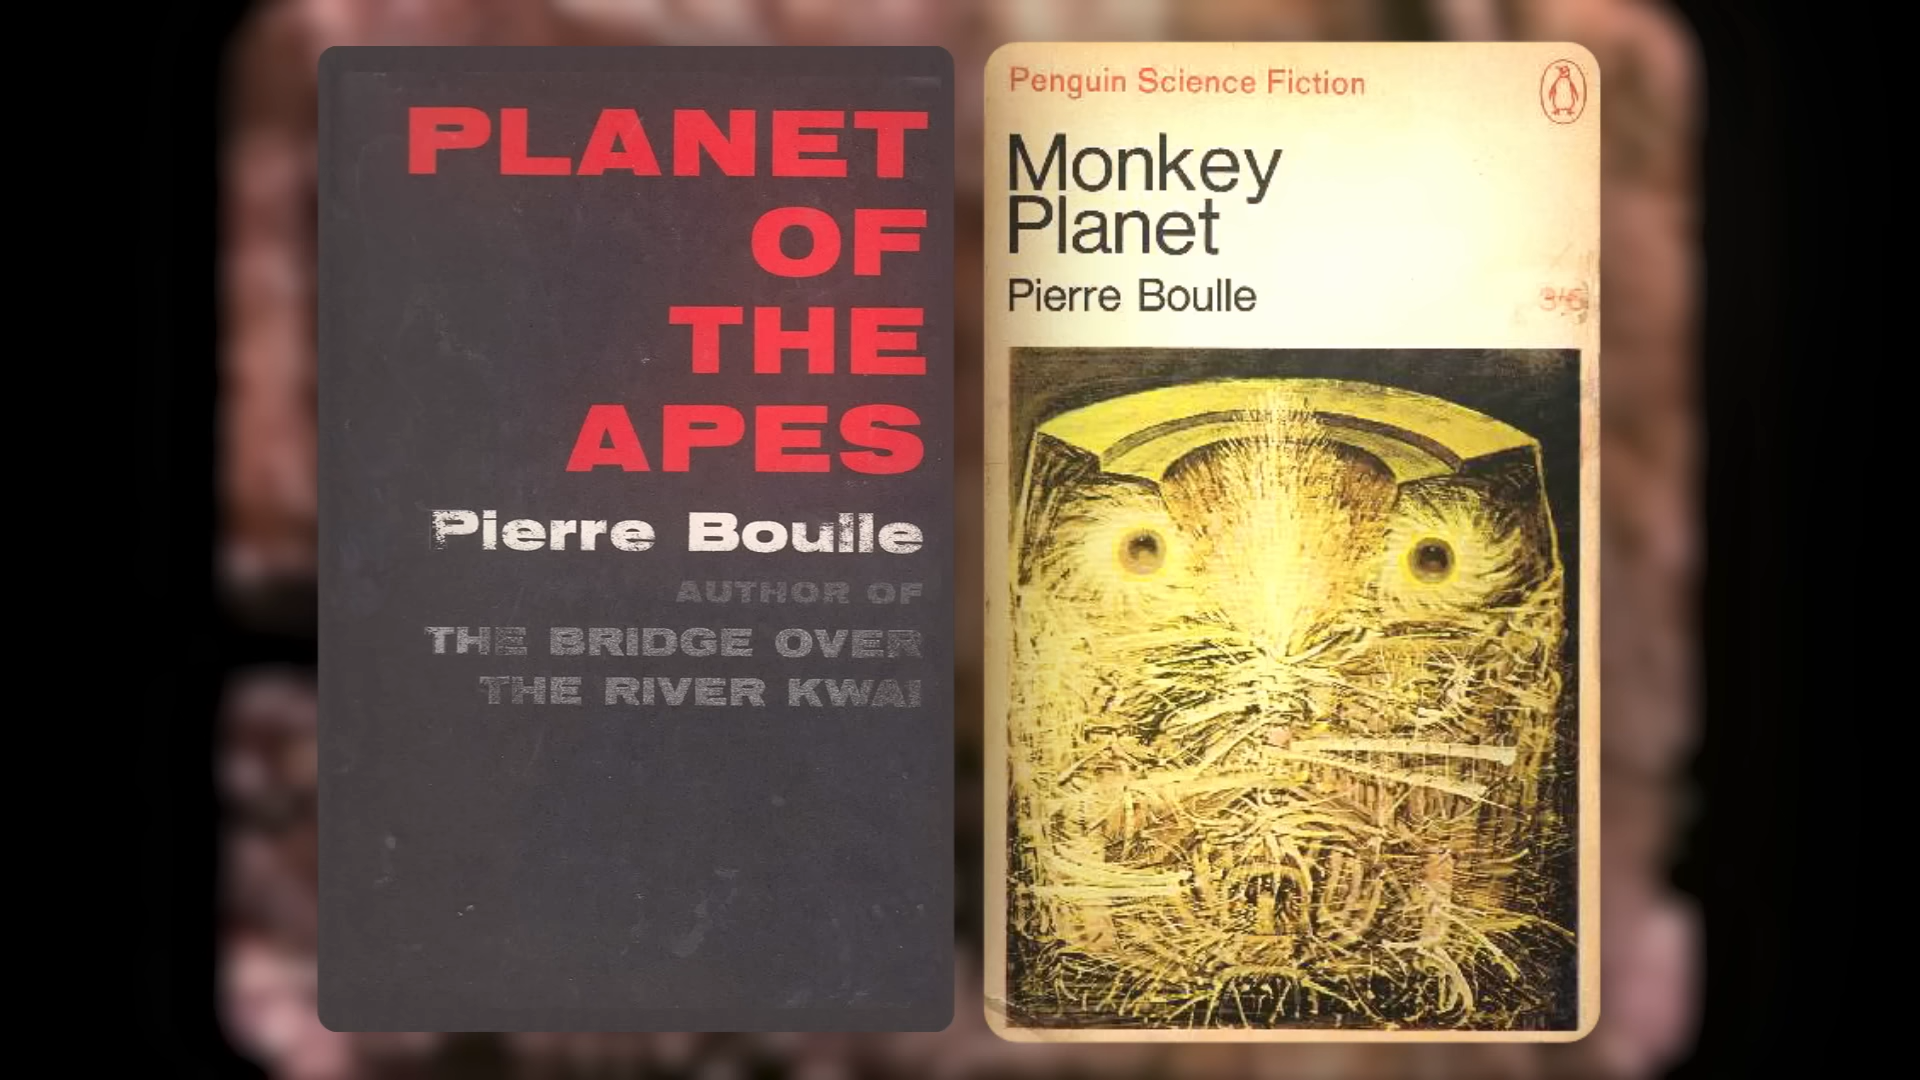 PLANET
OF
THE
APES
Pierre Boulle
AUTHOR OF
THE BRIDGE OVER
THE RIVER KWAI
Penguin Science Fiction
Monkey
Planet
Pierre Boulle
3/6